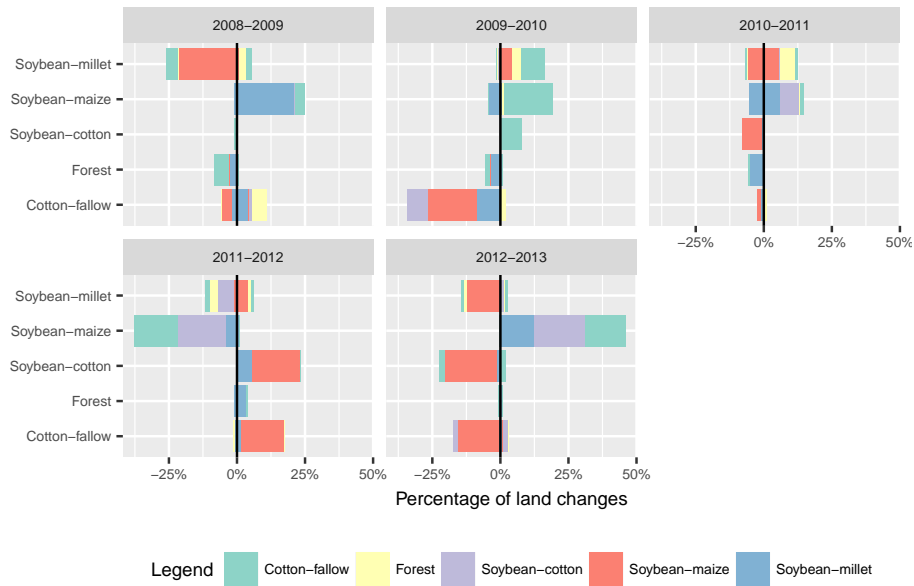 2008−2009
2009−2010
2010−2011
Soybean−millet
Soybean−maize
Soybean−cotton
Forest
Cotton−fallow
−25% 0% 25% 50%
2011−2012
2012−2013
Soybean−millet
Soybean−maize
Soybean−cotton
Forest
Cotton−fallow
−25% 0% 25% 50%
−25% 0% 25% 50%
Percentage of land changes
Legend Cotton−fallow Forest Soybean−cotton Soybean−maize Soybean−millet